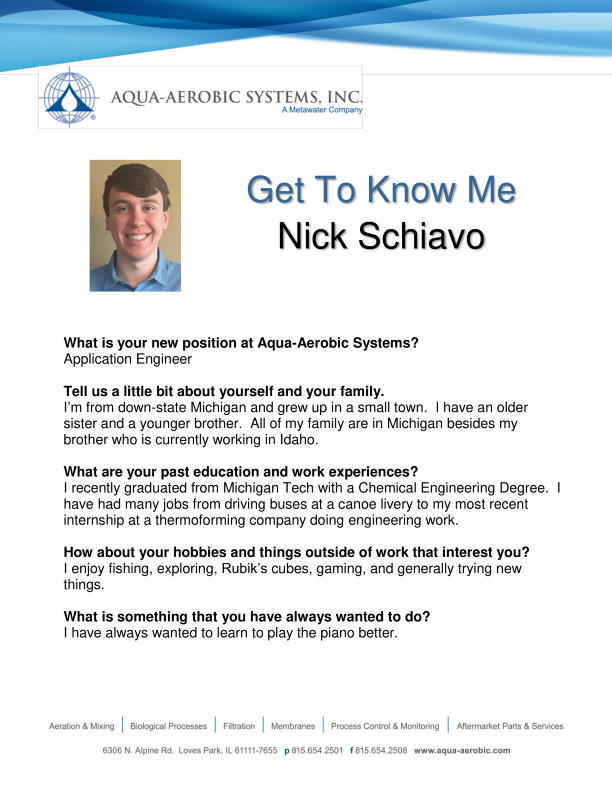 AQUA-AEROBIC SYSTEMS, INC.
A Metawater Company
®
Get To Know Me
Nick Schiavo
What is your new position at Aqua-Aerobic Systems?
Application Engineer
Tell us a little bit about yourself and your family.
I’m from down-state Michigan and grew up in a small town.  I have an older
sister and a younger brother.  All of my family are in Michigan besides my
brother who is currently working in Idaho.
What are your past education and work experiences?
I recently graduated from Michigan Tech with a Chemical Engineering Degree.  I
have had many jobs from driving buses at a canoe livery to my most recent
internship at a thermoforming company doing engineering work.
How about your hobbies and things outside of work that interest you?
I enjoy fishing, exploring, Rubik’s cubes, gaming, and generally trying new
things.
What is something that you have always wanted to do?
I have always wanted to learn to play the piano better.
Aeration & Mixing | Biological Processes | Filtration | Membranes | Process Control & Monitoring | Aftermarket Parts & Services
6306 N. Alpine Rd.  Loves Park, IL 61111-7655  p 815.654.2501  f 815.654.2508  www.aqua-aerobic.com